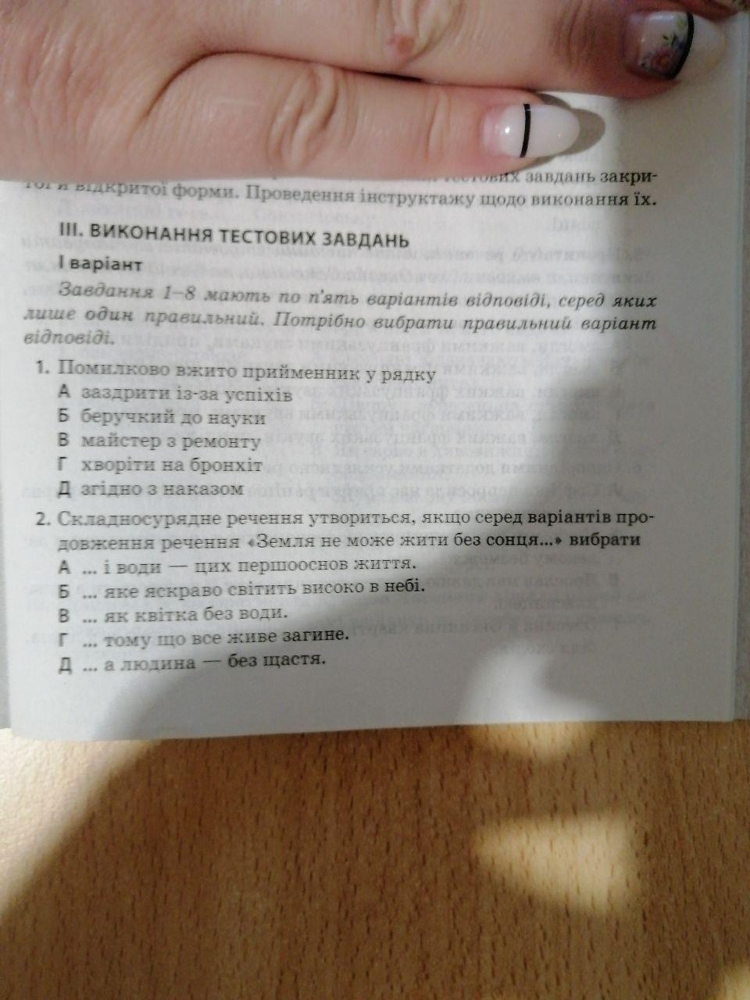 тестових завдань закри-
тої й відкритої форми. Проведення інструктажу щодо виконання їх.
III. ВИКОНАННЯ ТЕСТОВИХ ЗАВДАНЬ
I варіант
Завдання 1–8 мають по п'ять варіантів відповіді, серед яких
лише один правильний. Потрібно вибрати правильний варіант
відповіді.
1. Помилково вжито прийменник у рядку
А заздрити із-за успіхів
Б беручкий до науки
В майстер з ремонту
Г хворіти на бронхіт
Д згідно з наказом
2. Складносурядне речення утвориться, якщо серед варіантів про-
довження речення «Земля не може жити без сонця...» вибрати
А ... і води — цих першооснов життя.
Б ... яке яскраво світить високо в небі.
В ... як квітка без води.
Г ... тому що все живе загине.
Д ... а людина — без щастя.